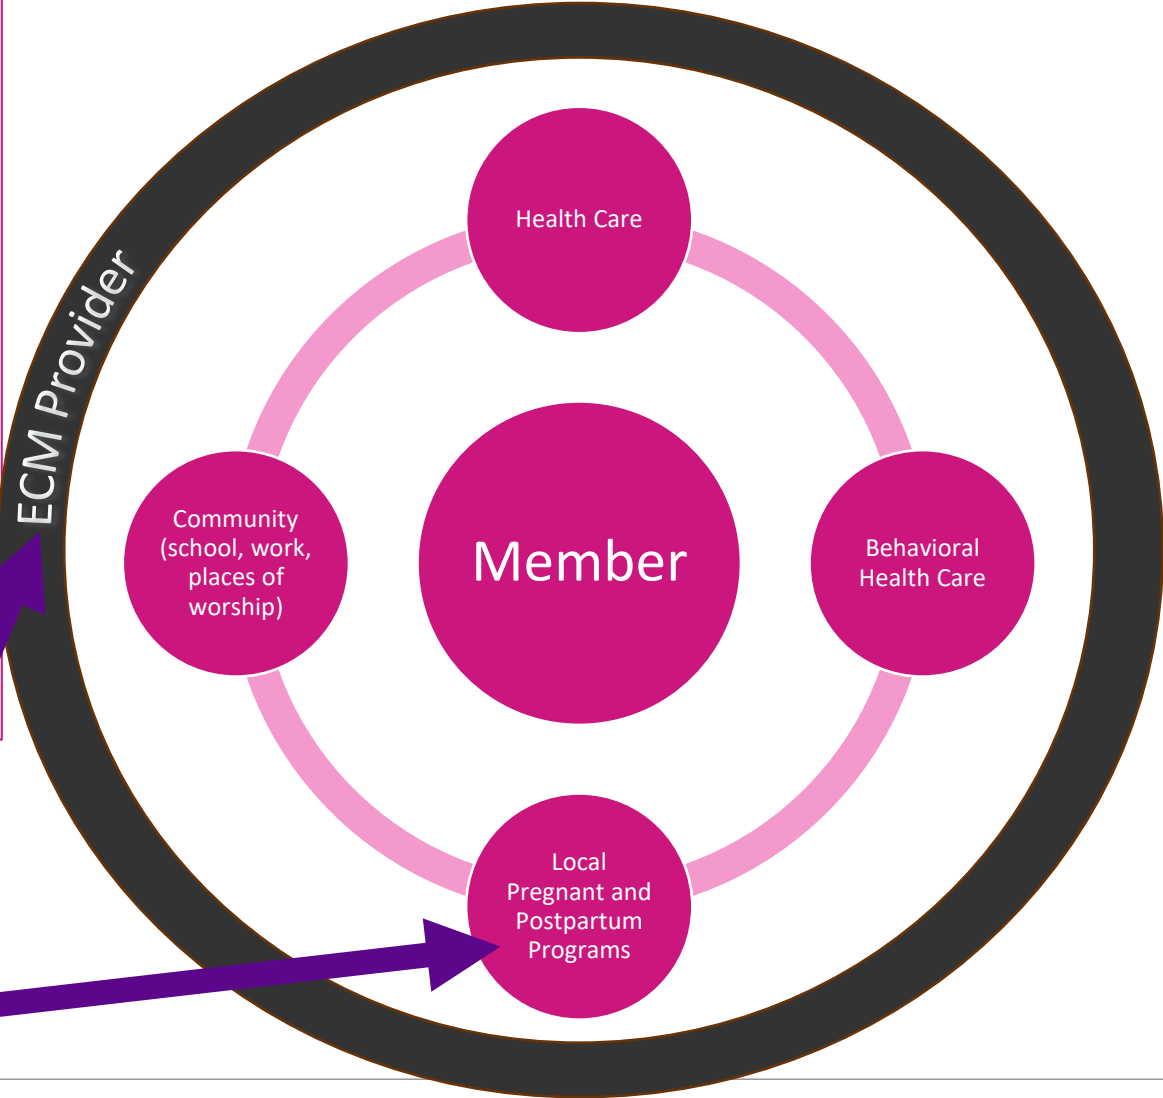 Health Care
ECM Provider
Community
(school, work,
places of
worship)
Member
Behavioral
Health Care
Local
Pregnant and
Postpartum
Programs